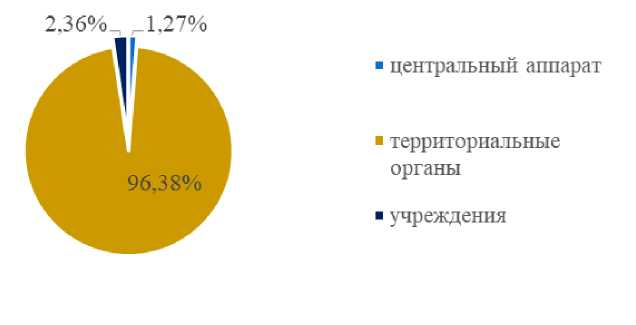 2,36% 1,27%
центральный аппарат
территориальные
органы
96,38%
учреждения